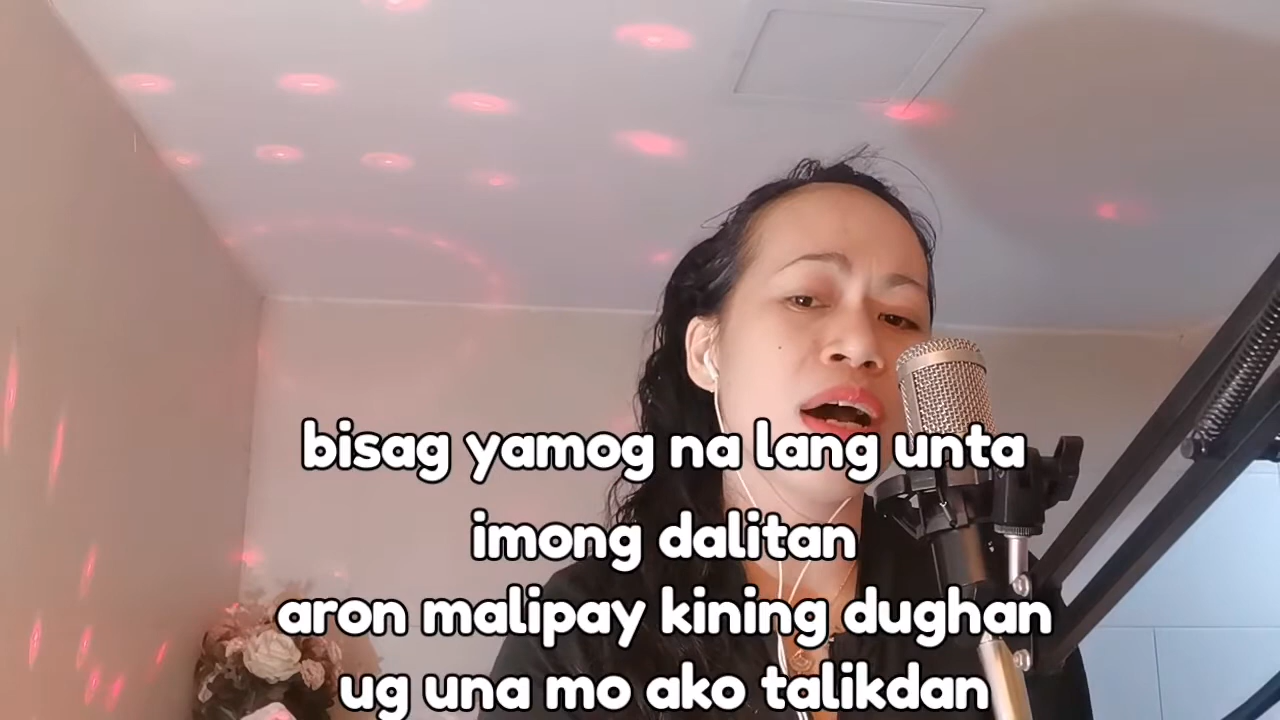 bisag yamog na lang unta
imong dalitan
aron malipay kining dughan
ug una mo ako talikdan